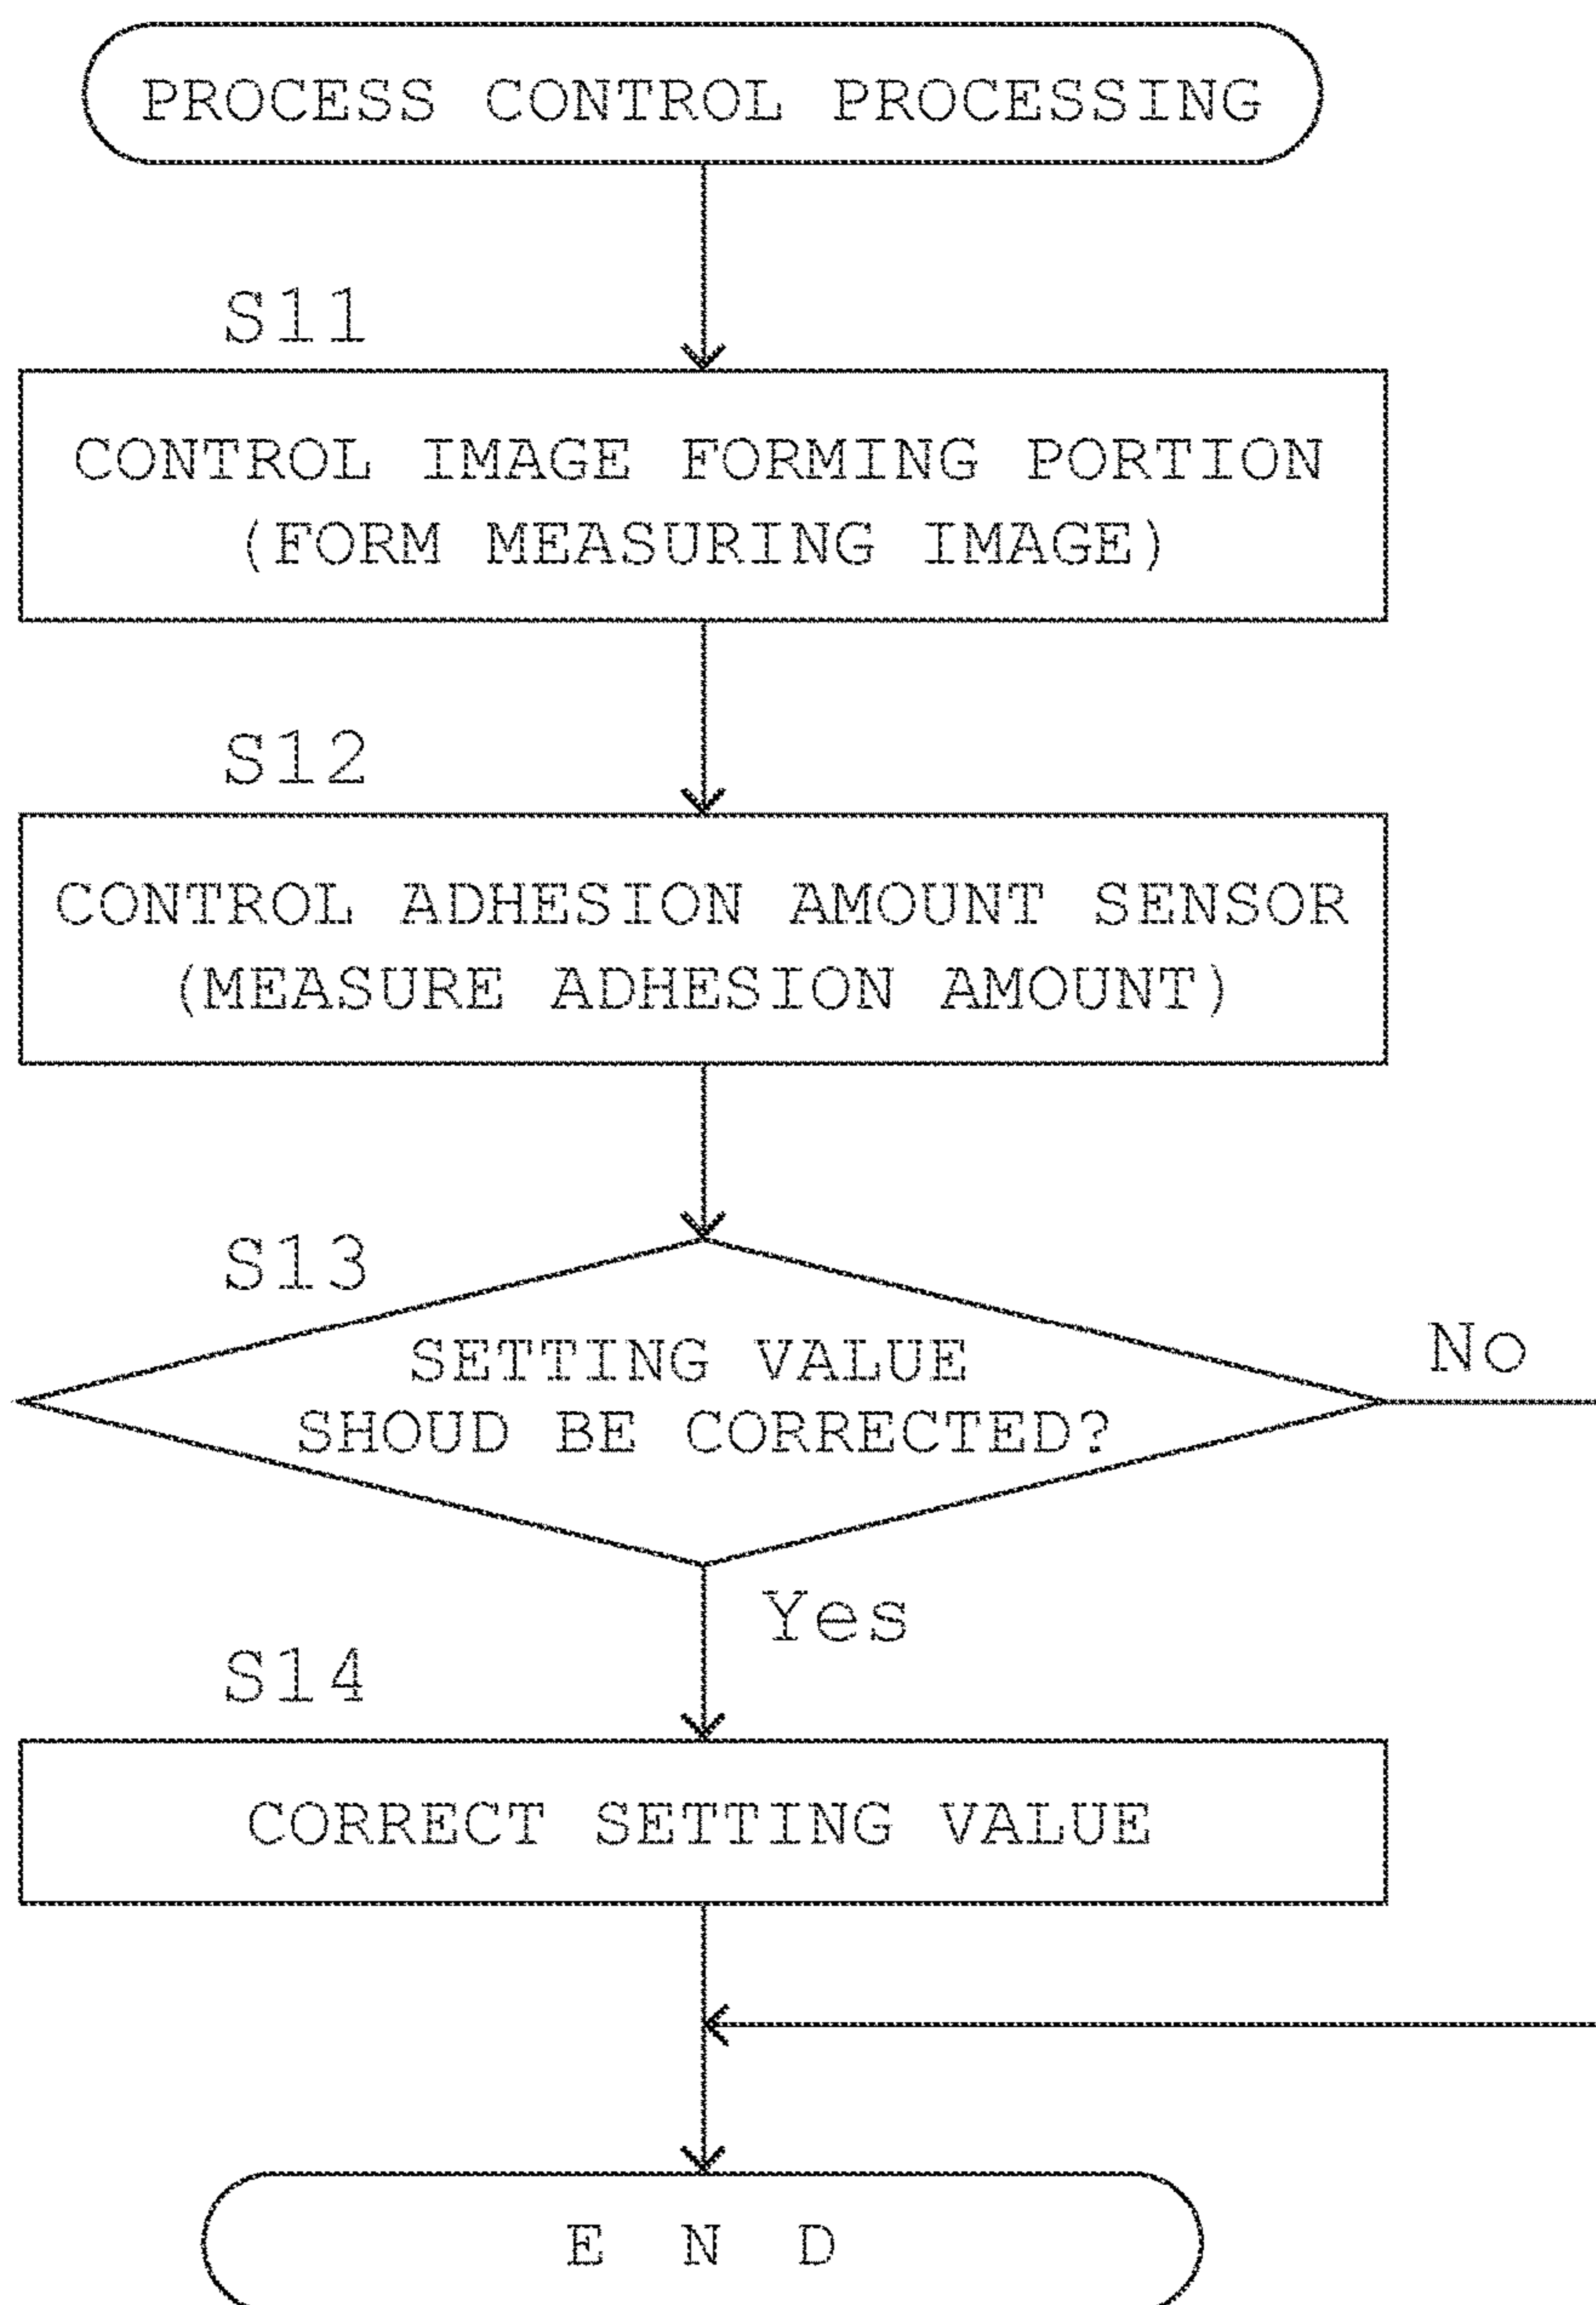 PROCESS CONTROL PROCESSING
S11
CONTROL IMAGE FORMING PORTION
(FORM MEASURING IMAGE)
S12
CONTROL ADHESION AMOUNT SENSOR
(MEASURE ADHESION AMOUNT)
S13
SETTING VALUE
SHOUD BE CORRECTED?
No
Yes
S14
CORRECT SETTING VALUE
E N D